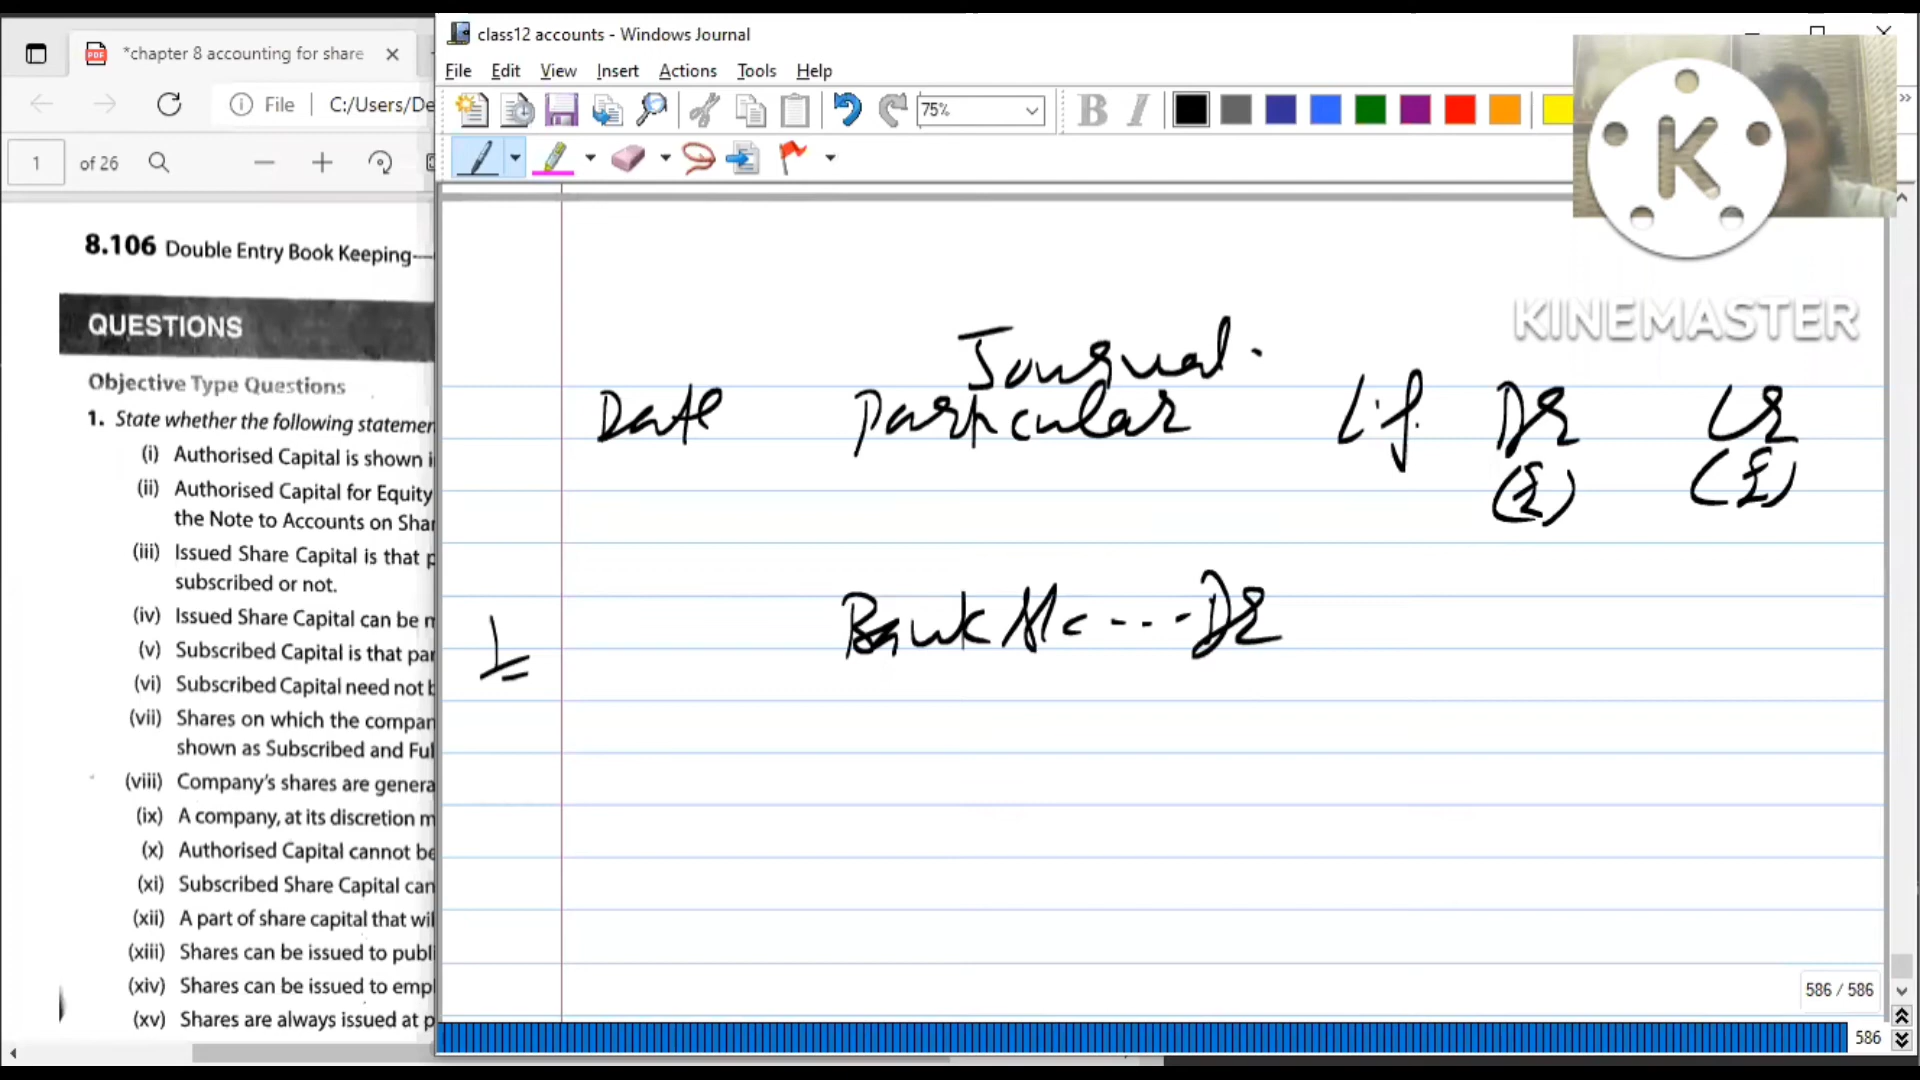 *chapter 8 accounting for share
File
C:/Users/De
1 of 26
8.106 Double Entry Book Keeping—
QUESTIONS
Objective Type Questions
1. State whether the following statemen
(i) Authorised Capital is shown i
(ii) Authorised Capital for Equity
the Note to Accounts on Shar
(iii) Issued Share Capital is that p
subscribed or not.
(iv) Issued Share Capital can be m
(v) Subscribed Capital is that par
(vi) Subscribed Capital need not b
(vii) Shares on which the compan
shown as Subscribed and Ful
(viii) Company's shares are genera
(ix) A company, at its discretion m
(x) Authorised Capital cannot be
(xi) Subscribed Share Capital can
(xii) A part of share capital that wil
(xiii) Shares can be issued to publi
(xiv) Shares can be issued to empl
(xv) Shares are always issued at p
class12 accounts - Windows Journal
File Edit View Insert Actions Tools Help
75% B I
K
KINEMASTER
Journal.
Date Particular L.f. Dr Cr
(₹) (₹)
1 Bank A/c ---Dr
586 / 586
586